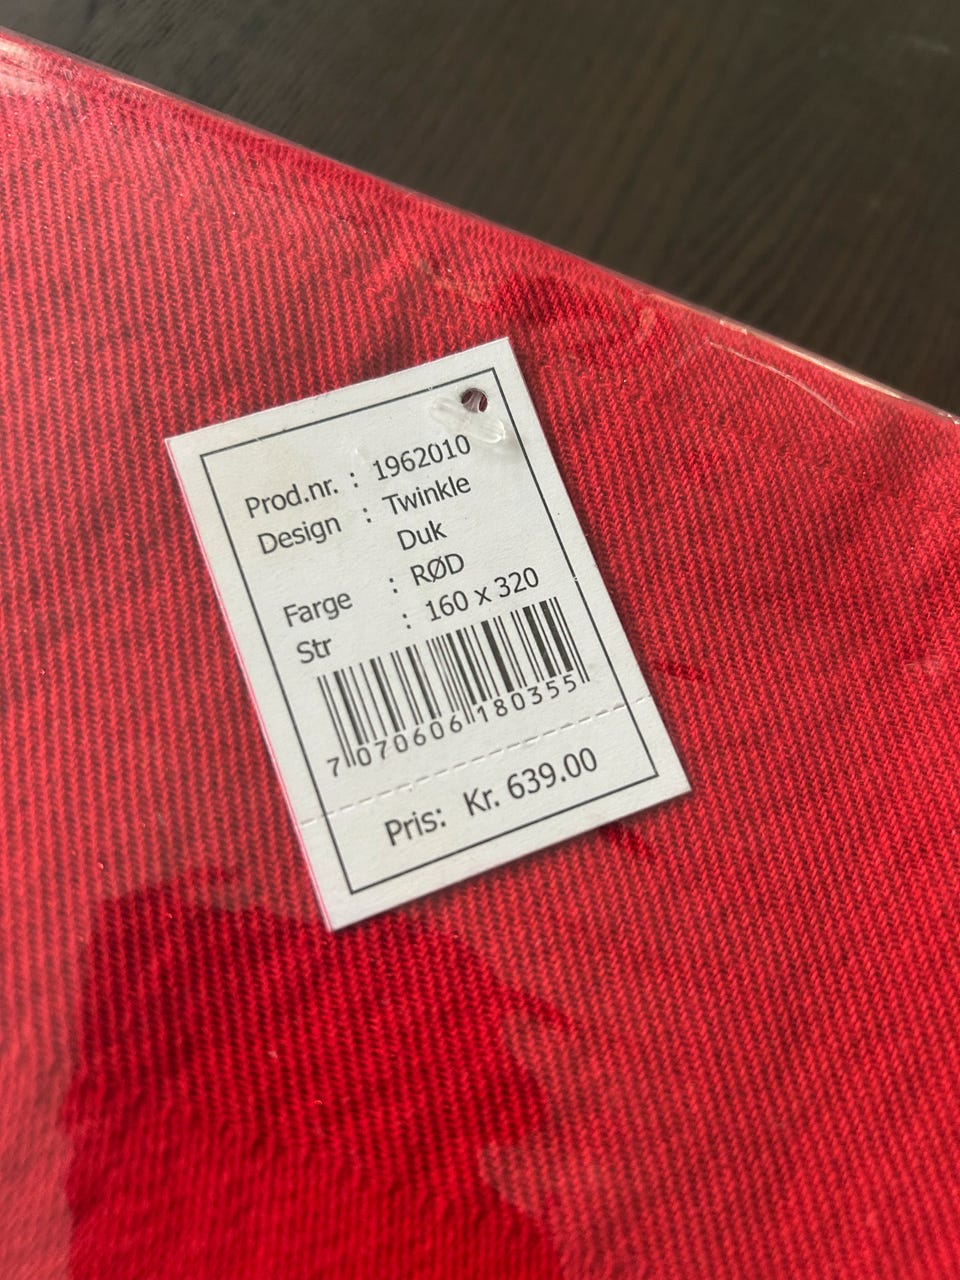 Prod.nr. : 1962010
Design : Twinkle
Duk
Farge : RØD
Str : 160 x 320
7 070606 180355
Pris: Kr. 639.00